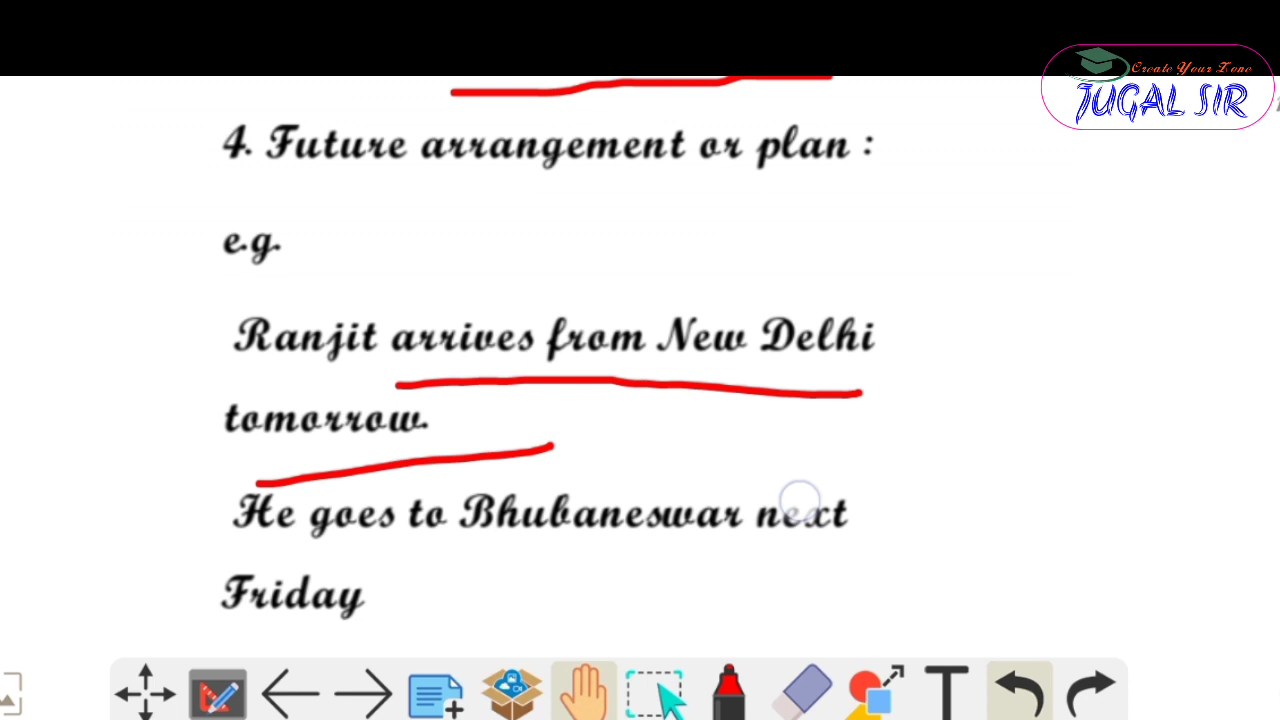 Create Your Zone
JUGAL SIR
4. Future arrangement or plan :
e.g.
Ranjit arrives from New Delhi
tomorrow.
He goes to Bhubaneswar next
Friday
T